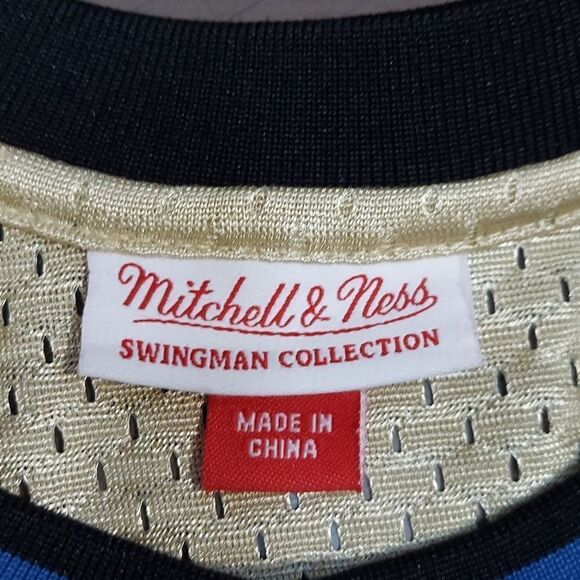 Mitchell & Ness
SWINGMAN COLLECTION
MADE IN
CHINA